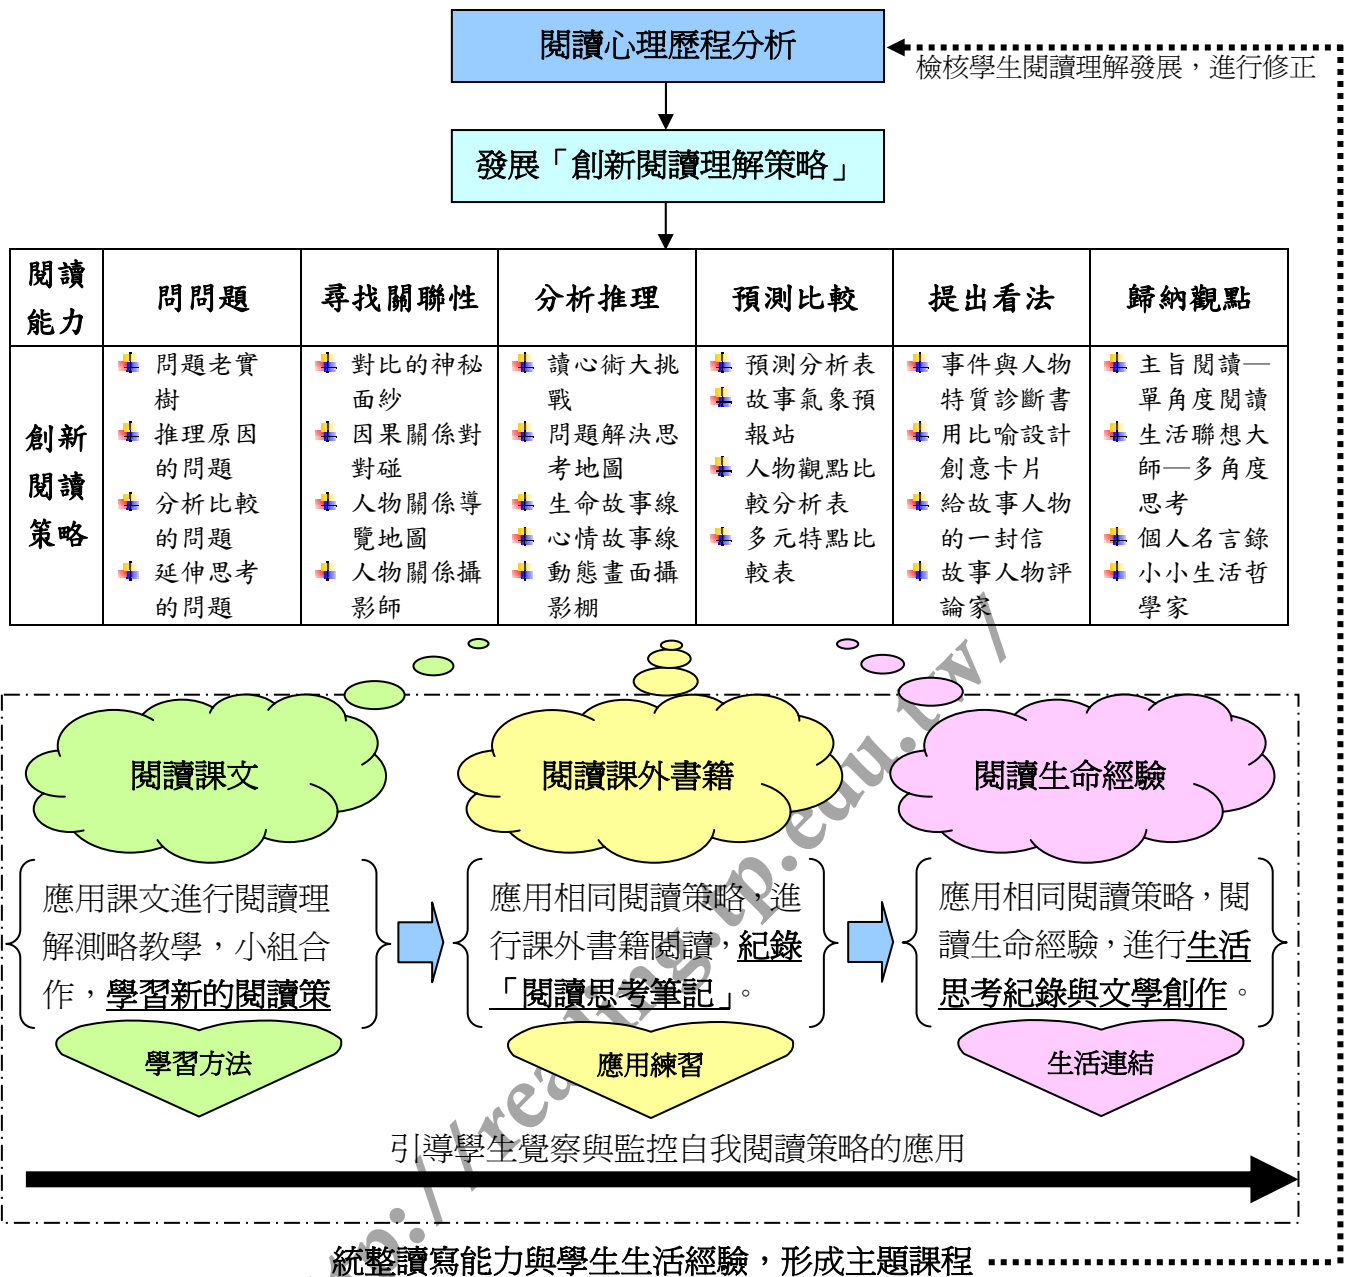 閱讀心理歷程分析
檢核學生閱讀理解發展，進行修正
發展「創新閱讀理解策略」
閱讀
能力
問問題
尋找關聯性
分析推理
預測比較
提出看法
歸納觀點
創新
閱讀
策略
問題老實
樹
推理原因
的問題
分析比較
的問題
延伸思考
的問題
對比的神秘
面紗
因果關係對
對碰
人物關係導
覽地圖
人物關係攝
影師
讀心術大挑
戰
問題解決思
考地圖
生命故事線
心情故事線
動態畫面攝
影棚
預測分析表
故事氣象預
報站
人物觀點比
較分析表
多元特點比
較表
事件與人物
特質診斷書
用比喻設計
創意卡片
給故事人物
的一封信
故事人物評
論家
主旨閱讀—
單角度閱讀
生活聯想大
師—多角度
思考
個人名言錄
小小生活哲
學家
閱讀課文
閱讀課外書籍
閱讀生命經驗
應用課文進行閱讀理
解測略教學，小組合
作，學習新的閱讀策
應用相同閱讀策略，進
行課外書籍閱讀，紀錄
「閱讀思考筆記」。
應用相同閱讀策略，閱
讀生命經驗，進行生活
思考紀錄與文學創作。
學習方法
應用練習
生活連結
引導學生覺察與監控自我閱讀策略的應用
統整讀寫能力與學生生活經驗，形成主題課程
tp://reading.tp.edu.tw/